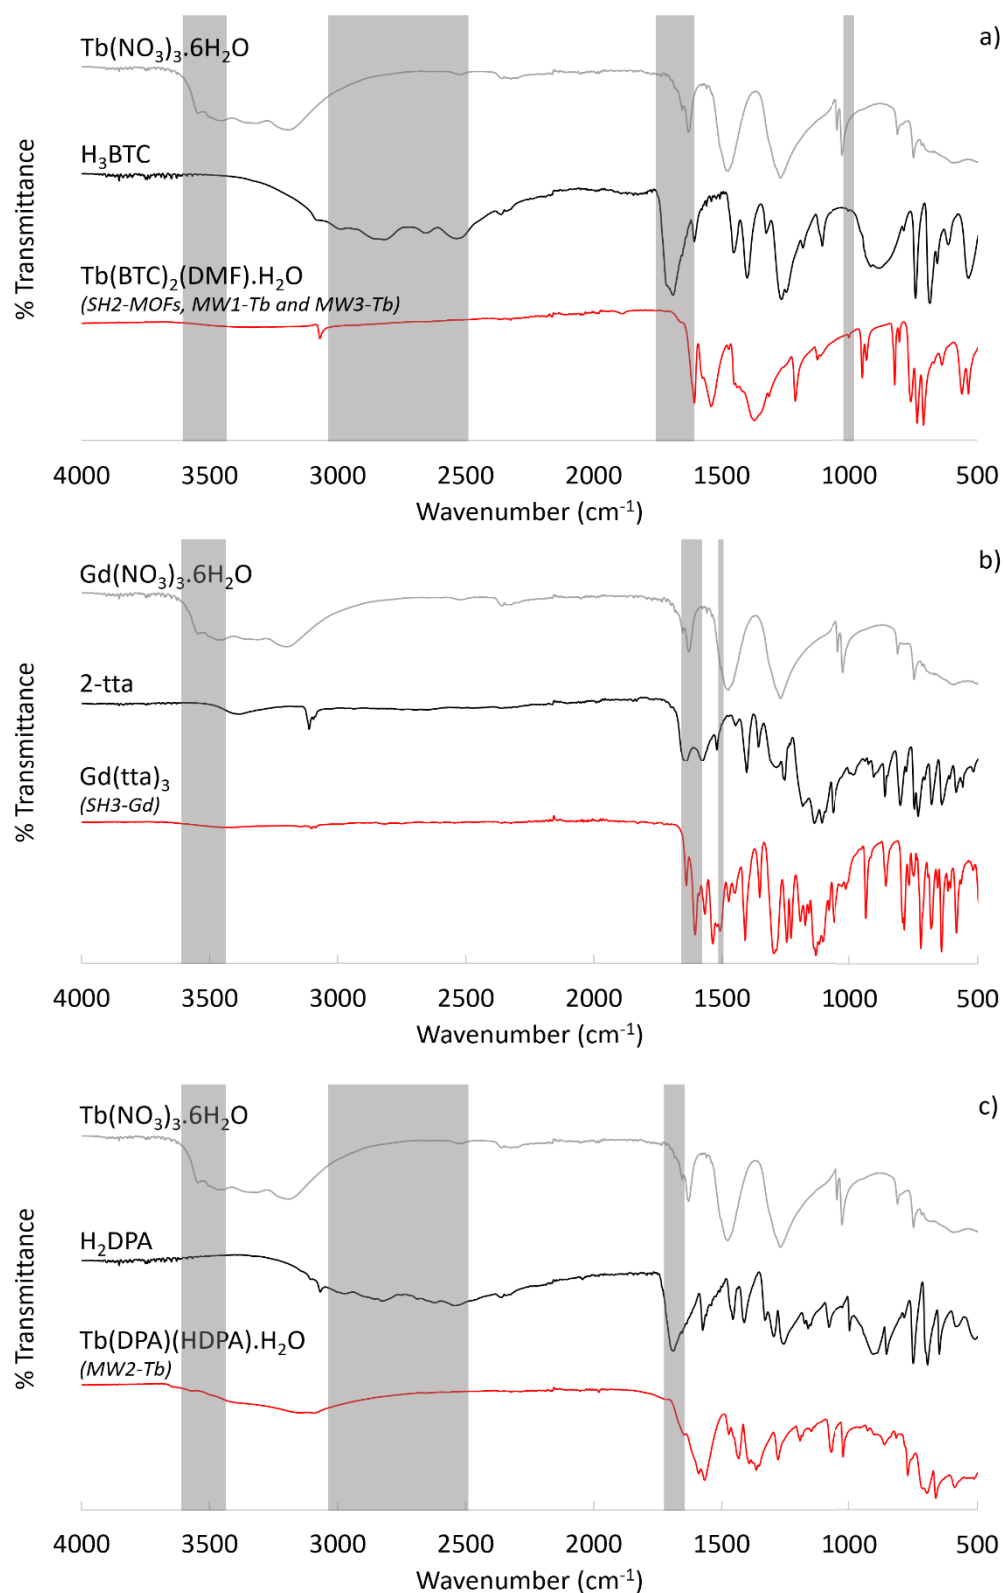 a)
Tb(NO₃)₃.6H₂O
H₃BTC
Tb(BTC)₂(DMF).H₂O
(SH2-MOFs, MW1-Tb and MW3-Tb)
% Transmittance
4000 3500 3000 2500 2000 1500 1000 500
Wavenumber (cm⁻¹)
b)
Gd(NO₃)₃.6H₂O
2-tta
Gd(tta)₃
(SH3-Gd)
% Transmittance
4000 3500 3000 2500 2000 1500 1000 500
Wavenumber (cm⁻¹)
c)
Tb(NO₃)₃.6H₂O
H₂DPA
Tb(DPA)(HDPA).H₂O
(MW2-Tb)
% Transmittance
4000 3500 3000 2500 2000 1500 1000 500
Wavenumber (cm⁻¹)